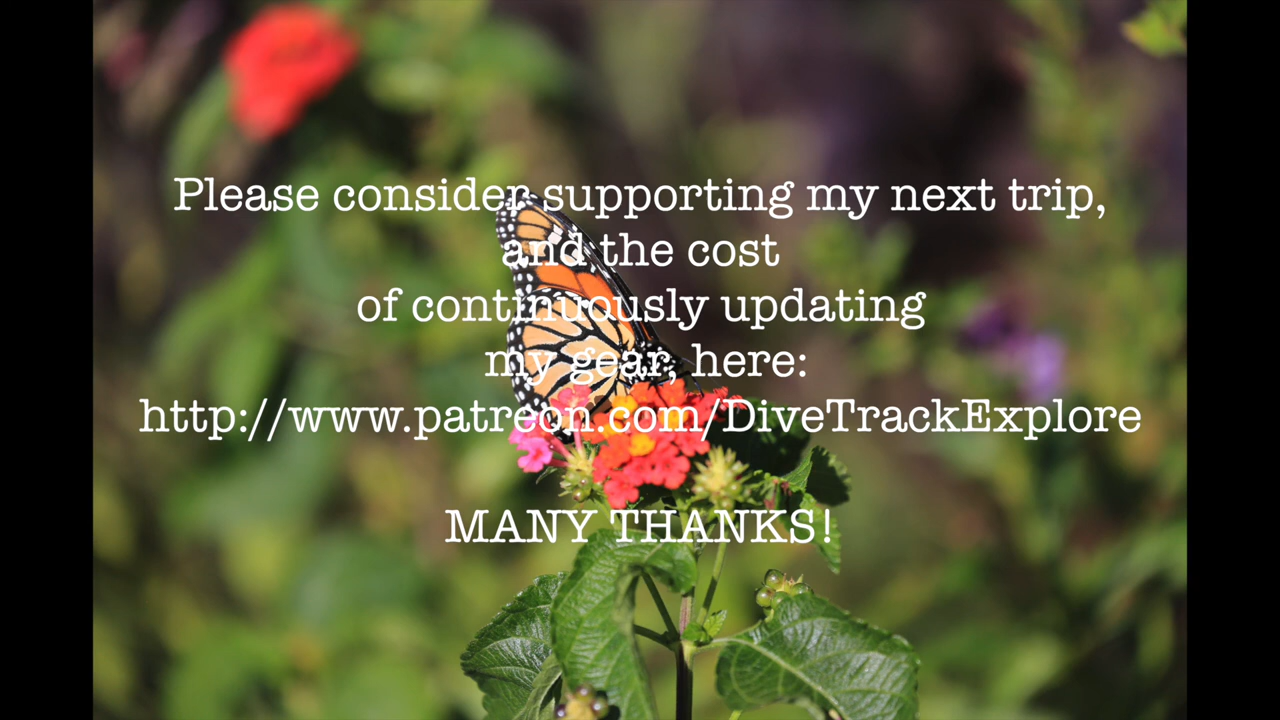 Please consider supporting my next trip,
and the cost
of continuously updating
my gear, here:
http://www.patreon.com/DiveTrackExplore
MANY THANKS!